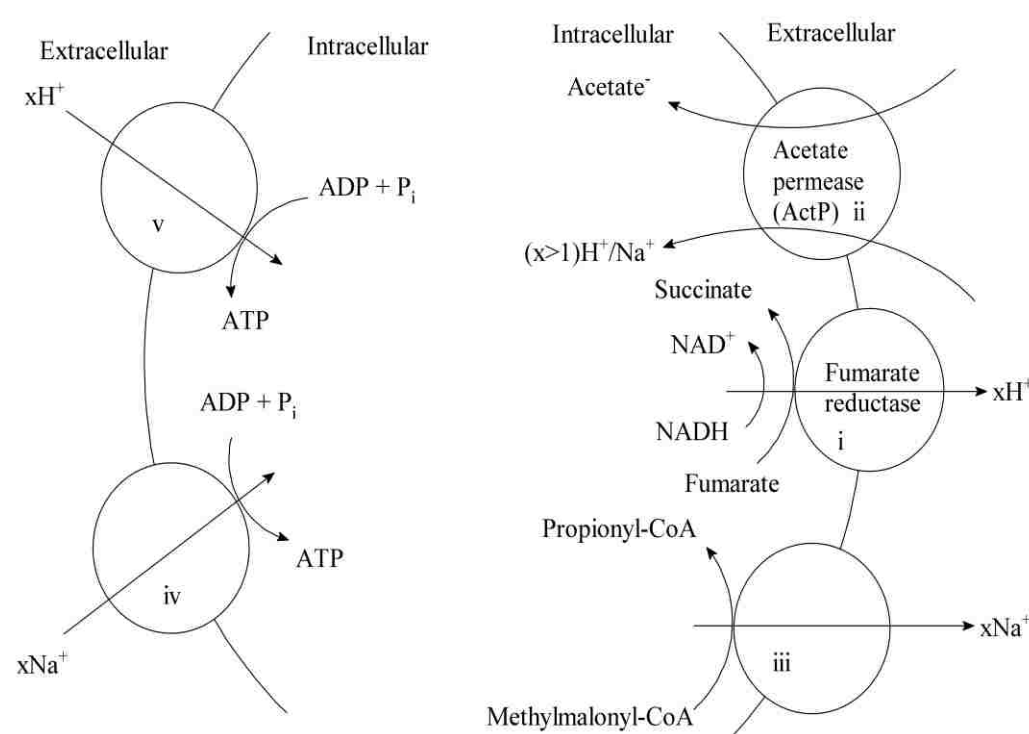 Extracellular
Intracellular
xH⁺
ADP + Pᵢ
v
ATP
ADP + Pᵢ
ATP
iv
xNa⁺
Intracellular
Extracellular
Acetate⁻
Acetate
permease
(ActP) ii
(x>1)H⁺/Na⁺
Succinate
NAD⁺
Fumarate
reductase
xH⁺
NADH
i
Fumarate
Propionyl-CoA
xNa⁺
iii
Methylmalonyl-CoA